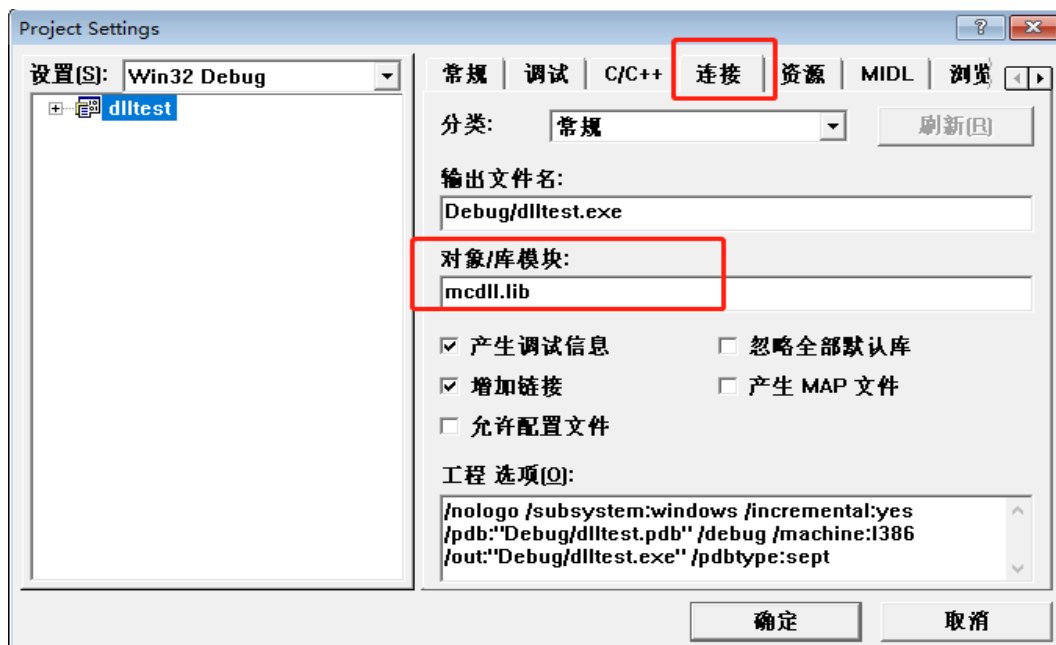 Project Settings
设置(S): Win32 Debug
dlltest
常规 调试 C/C++ 连接 资源 MIDL 浏览
分类: 常规 刷新(R)
输出文件名:
Debug/dlltest.exe
对象/库模块:
mcdll.lib
产生调试信息 忽略全部默认库
增加链接 产生 MAP 文件
允许配置文件
工程 选项(O):
/nologo /subsystem:windows /incremental:yes
/pdb:"Debug/dlltest.pdb" /debug /machine:I386
/out:"Debug/dlltest.exe" /pdbtype:sept
确定 取消